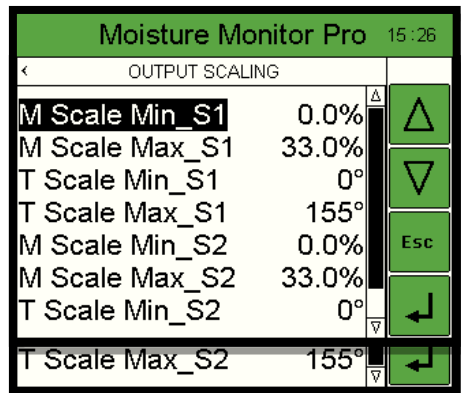 Moisture Monitor Pro 15:26
‹ OUTPUT SCALING
M Scale Min_S1 0.0%
M Scale Max_S1 33.0%
T Scale Min_S1 0°
T Scale Max_S1 155°
M Scale Min_S2 0.0%
Esc
M Scale Max_S2 33.0%
T Scale Min_S2 0°
T Scale Max_S2 155°